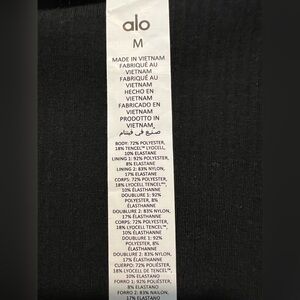 alo
M
MADE IN VIETNAM
FABRIQUÉ AU
VIETNAM
FABRIQUÉ AU
VIETNAM
HECHO EN
VIETNAM
FABRICADO EN
VIETNAM
PRODOTTO IN
VIETNAM
صنع في فيتنام
BODY: 72% POLYESTER,
18% TENCEL™ LYOCELL,
10% ELASTANE
LINING 1: 92% POLYESTER,
8% ELASTANE
LINING 2: 83% NYLON,
17% ELASTANE
CORPS: 72% POLYESTER,
18% LYOCELL TENCEL™,
10% ÉLASTHANNE
DOUBLURE 1: 92%
POLYESTER, 8%
ÉLASTHANNE
DOUBLURE 2: 83% NYLON,
17% ÉLASTHANNE
CORPS: 72% POLYESTER,
18% LYOCELL TENCEL™,
10% ÉLASTHANNE
DOUBLURE 1: 92%
POLYESTER, 8%
ÉLASTHANNE
DOUBLURE 2: 83% NYLON,
17% ÉLASTHANNE
CUERPO: 72% POLIÉSTER,
18% LYOCELL DE TENCEL™,
10% ELASTANO
FORRO 1: 92% POLIÉSTER,
8% ELASTANO
FORRO 2: 83% NAILON,
17% ELASTANO